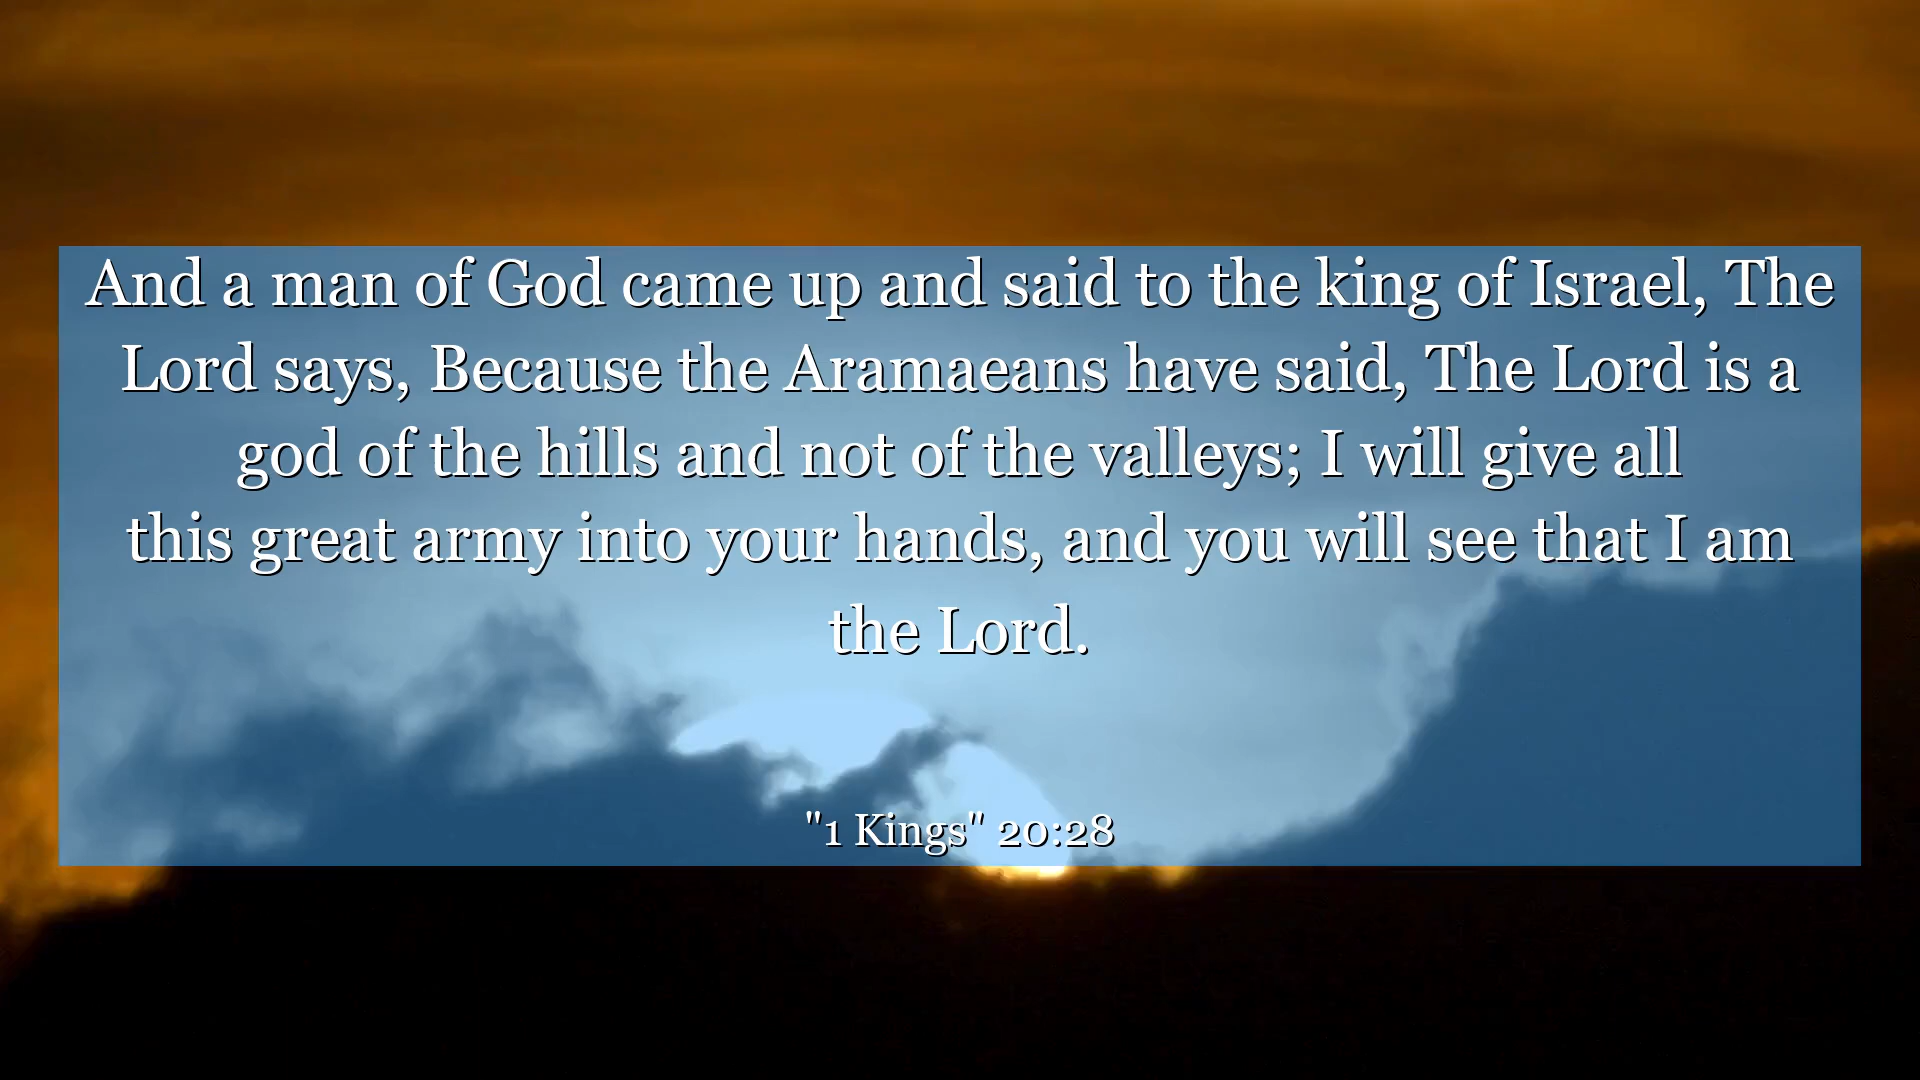 And a man of God came up and said to the king of Israel, The
Lord says, Because the Aramaeans have said, The Lord is a
god of the hills and not of the valleys; I will give all
this great army into your hands, and you will see that I am
the Lord.
"1 Kings" 20:28